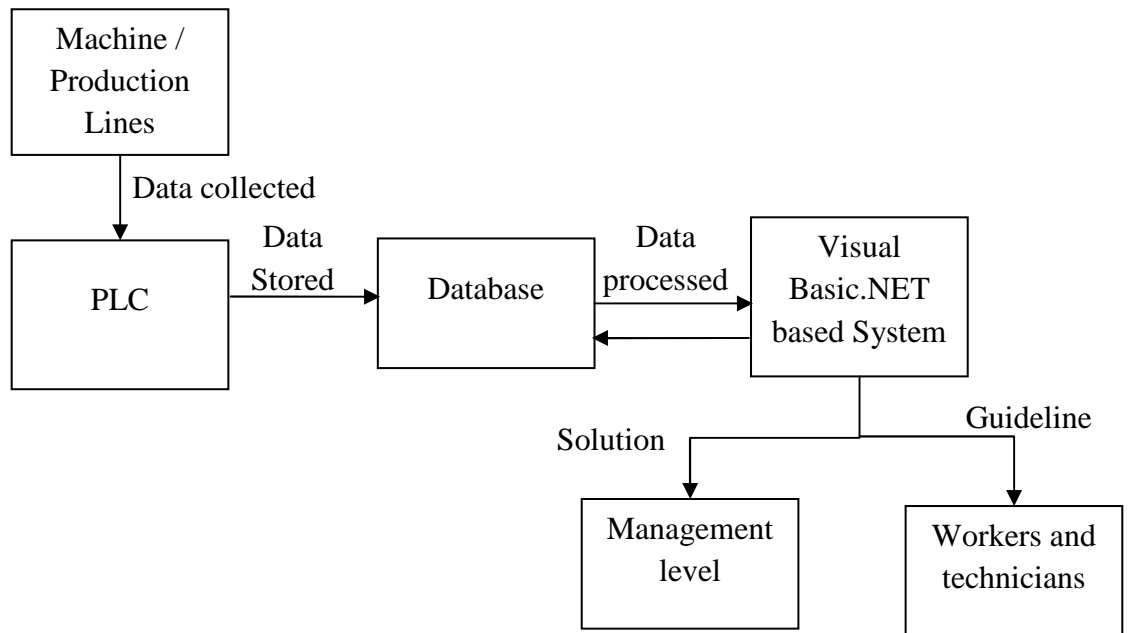 Machine /
Production
Lines
Data collected
PLC
Data
Stored
Database
Data
processed
Visual
Basic.NET
based System
Solution
Guideline
Management
level
Workers and
technicians